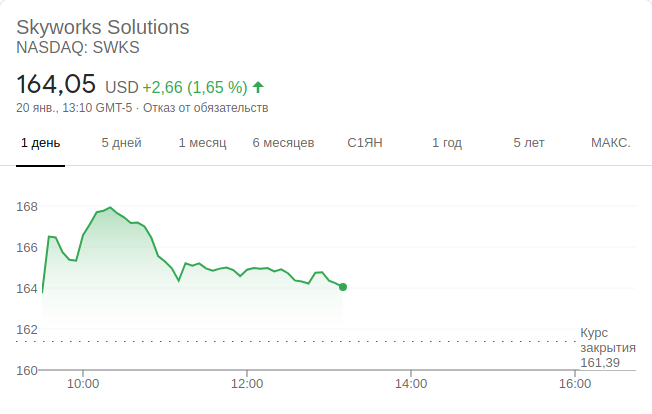 Skyworks Solutions
NASDAQ: SWKS
164,05 USD +2,66 (1,65 %)
20 янв., 13:10 GMT-5 · Отказ от обязательств
1 день 5 дней 1 месяц 6 месяцев С1ЯН 1 год 5 лет МАКС.
168
166
164
162
Курс
закрытия
161,39
160
10:00 12:00 14:00 16:00